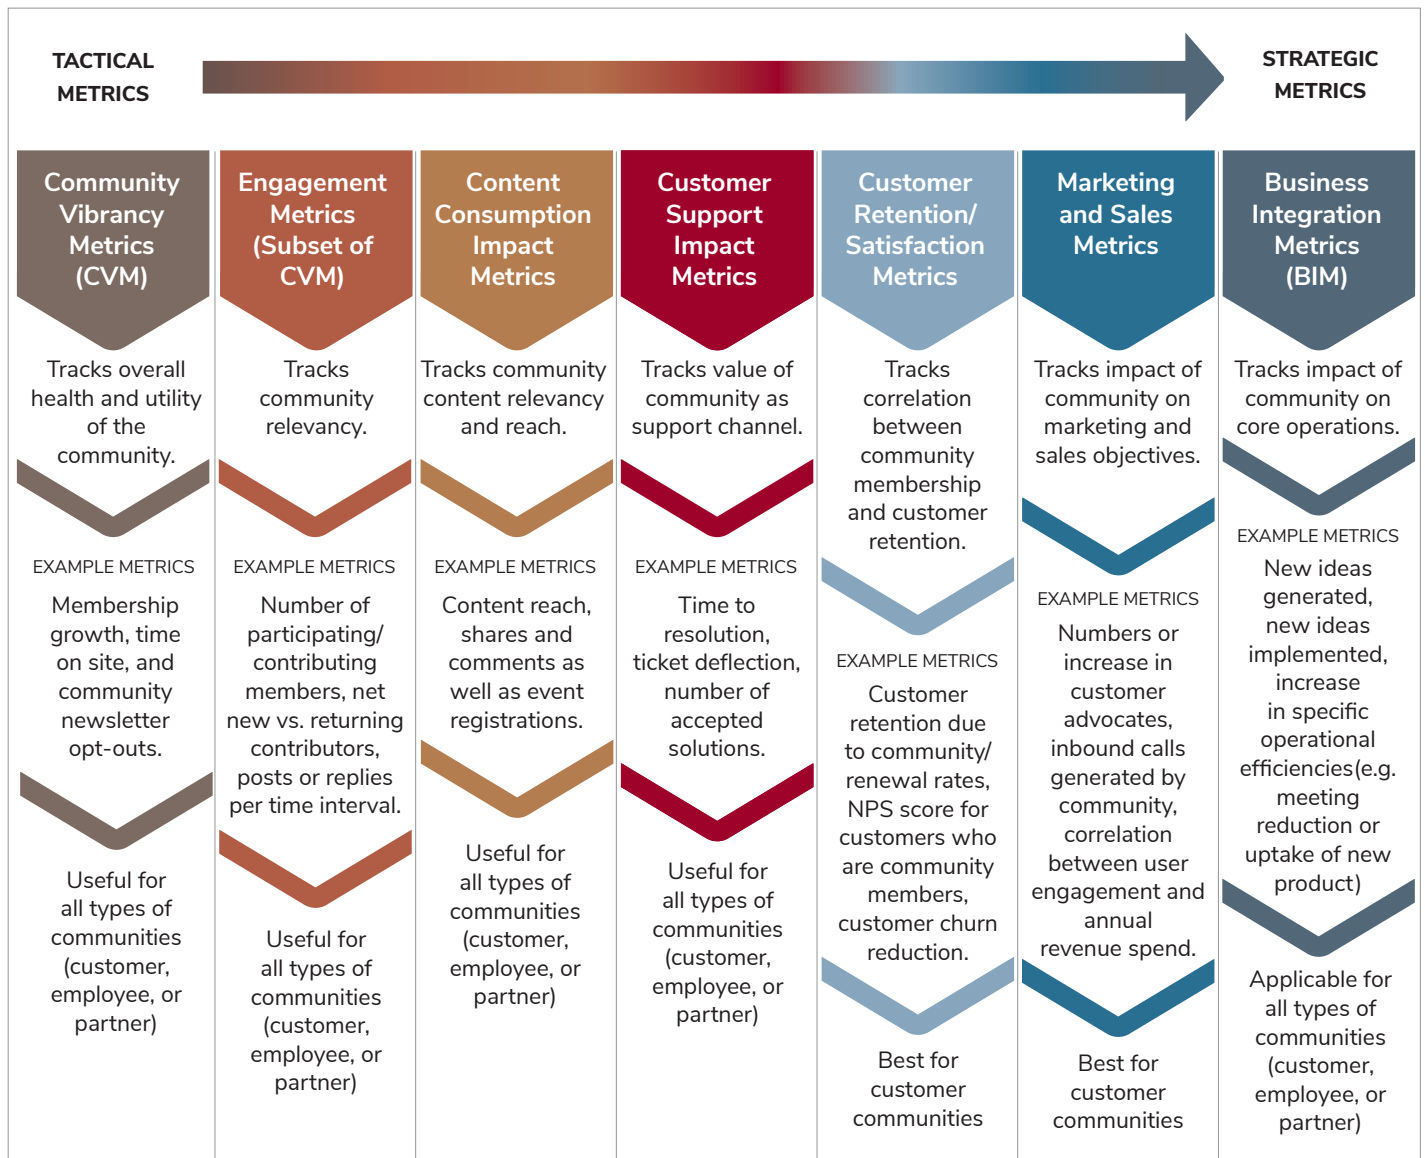 TACTICAL
METRICS
STRATEGIC
METRICS
Community
Vibrancy
Metrics
(CVM)
Tracks overall
health and utility
of the
community.
EXAMPLE METRICS
Membership
growth, time
on site, and
community
newsletter
opt-outs.
Useful for
all types of
communities
(customer,
employee, or
partner)
Engagement
Metrics
(Subset of
CVM)
Tracks
community
relevancy.
EXAMPLE METRICS
Number of
participating/
contributing
members, net
new vs. returning
contributors,
posts or replies
per time interval.
Useful for
all types of
communities
(customer,
employee, or
partner)
Content
Consumption
Impact
Metrics
Tracks community
content relevancy
and reach.
EXAMPLE METRICS
Content reach,
shares and
comments as
well as event
registrations.
Useful for
all types of
communities
(customer,
employee, or
partner)
Customer
Support
Impact
Metrics
Tracks value of
community as
support channel.
EXAMPLE METRICS
Time to
resolution,
ticket deflection,
number of
accepted
solutions.
Useful for
all types of
communities
(customer,
employee, or
partner)
Customer
Retention/
Satisfaction
Metrics
Tracks
correlation
between
community
membership
and customer
retention.
EXAMPLE METRICS
Customer
retention due
to community/
renewal rates,
NPS score for
customers who
are community
members,
customer churn
reduction.
Best for
customer
communities
Marketing
and Sales
Metrics
Tracks impact of
community on
marketing and
sales objectives.
EXAMPLE METRICS
Numbers or
increase in
customer
advocates,
inbound calls
generated by
community,
correlation
between user
engagement and
annual
revenue spend.
Best for
customer
communities
Business
Integration
Metrics
(BIM)
Tracks impact of
community on
core operations.
EXAMPLE METRICS
New ideas
generated,
new ideas
implemented,
increase
in specific
operational
efficiencies(e.g.
meeting
reduction or
uptake of new
product)
Applicable for
all types of
communities
(customer,
employee, or
partner)